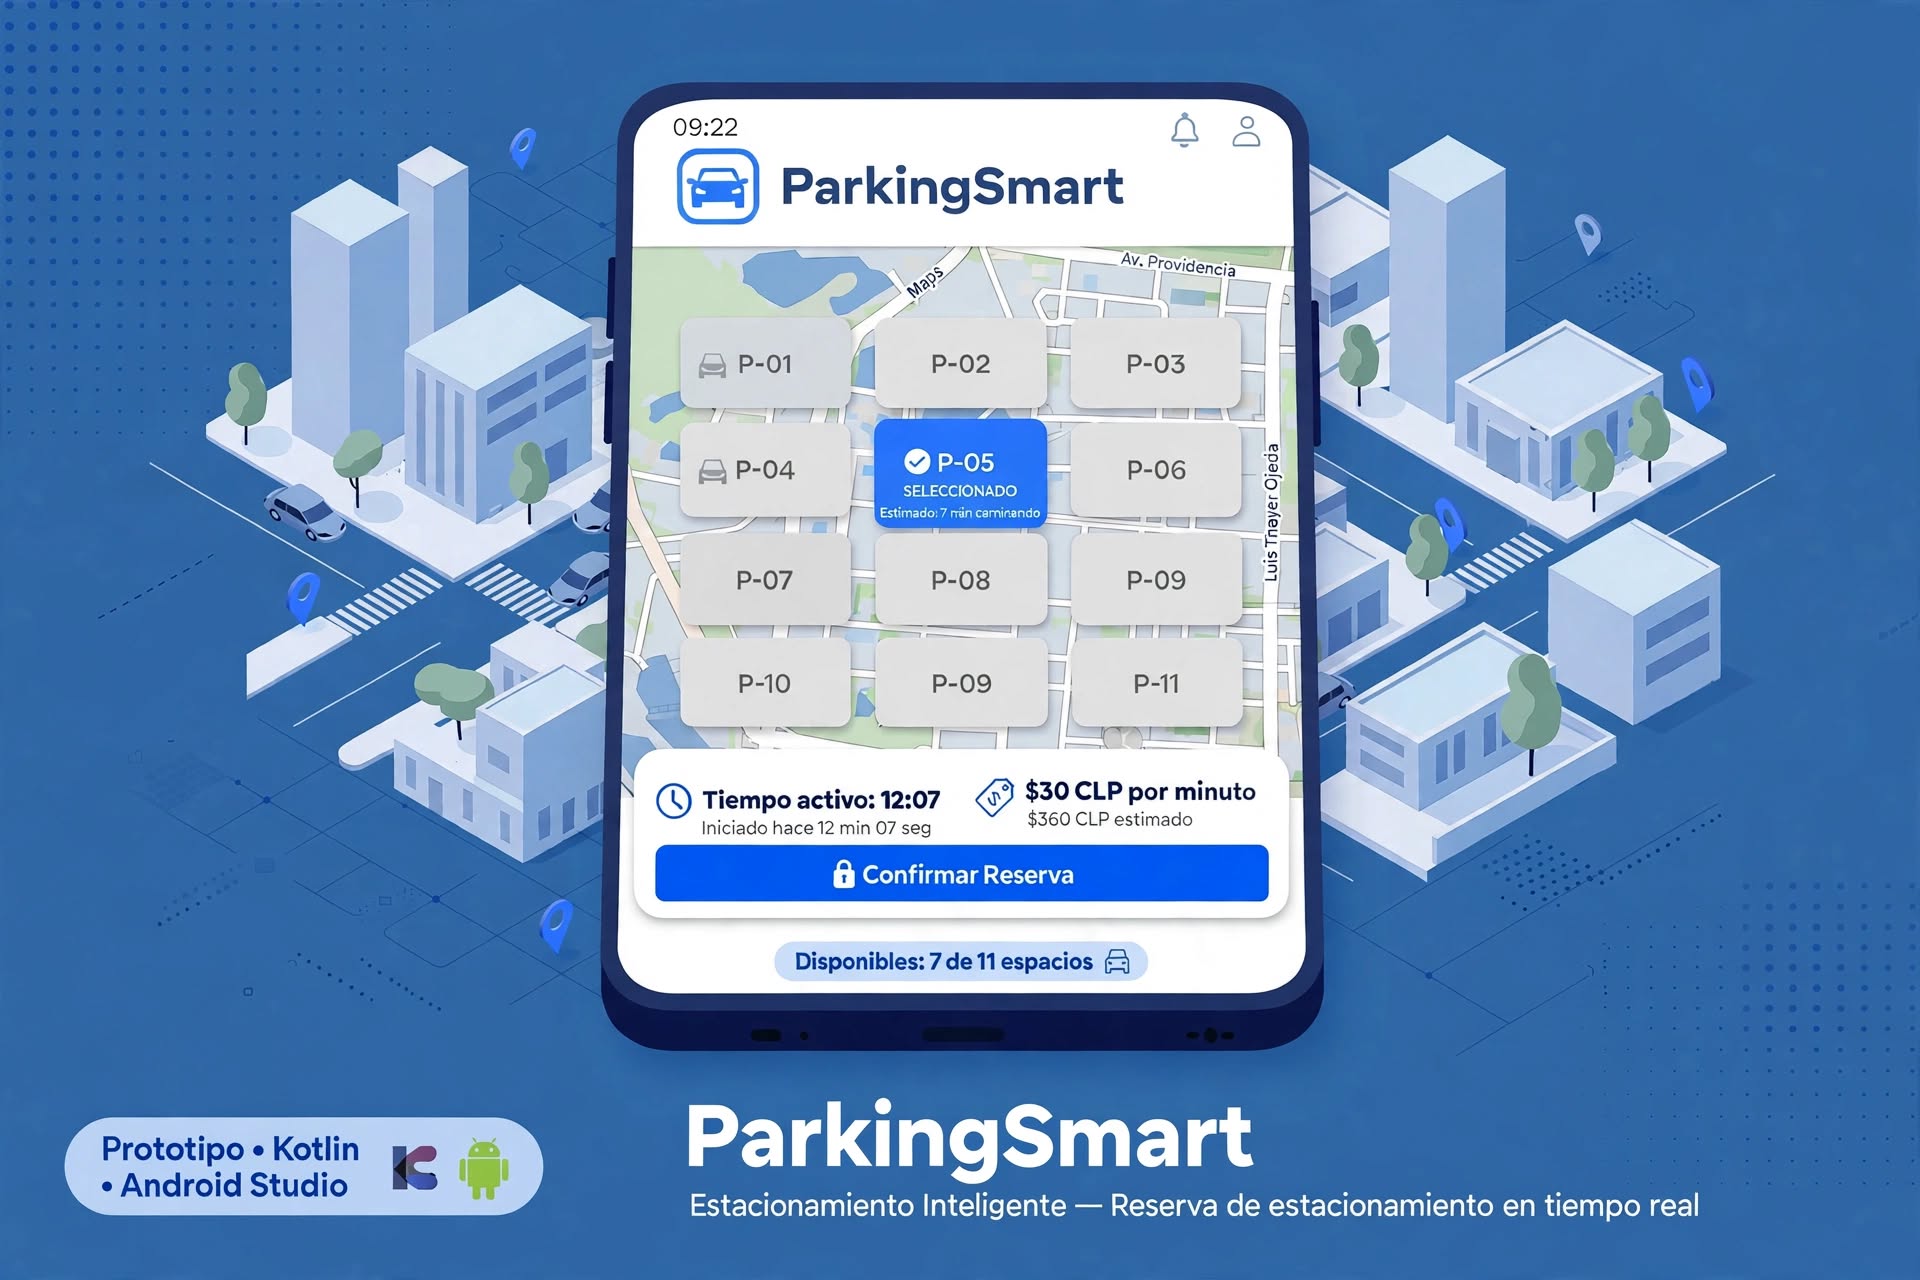 09:22
ParkingSmart
Maps
Av. Providencia
P-01
P-02
P-03
P-04
P-05
SELECCIONADO
Estimado: 7 min caminando
P-06
Luis Tnayer Ojeda
P-07
P-08
P-09
P-10
P-09
P-11
Tiempo activo: 12:07
Iniciado hace 12 min 07 seg
$30 CLP por minuto
$360 CLP estimado
Confirmar Reserva
Disponibles: 7 de 11 espacios
Prototipo • Kotlin
• Android Studio
ParkingSmart
Estacionamiento Inteligente — Reserva de estacionamiento en tiempo real